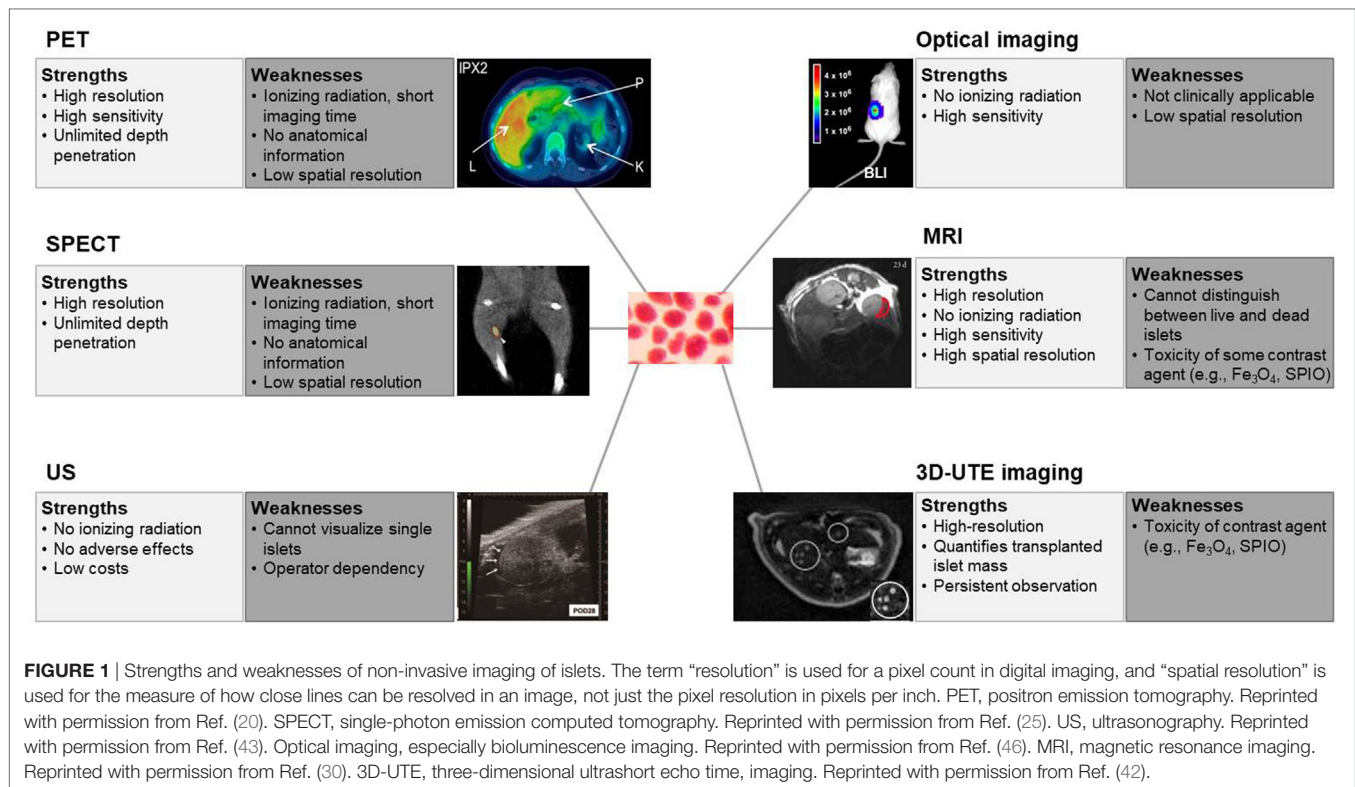 PET
Strengths
• High resolution
• High sensitivity
• Unlimited depth
penetration
Weaknesses
• Ionizing radiation, short
imaging time
• No anatomical
information
• Low spatial resolution
IPX2
P
L
K
Optical imaging
4 x 10⁶
3 x 10⁶
2 x 10⁶
1 x 10⁶
BLI
Strengths
• No ionizing radiation
• High sensitivity
Weaknesses
• Not clinically applicable
• Low spatial resolution
SPECT
Strengths
• High resolution
• Unlimited depth
penetration
Weaknesses
• Ionizing radiation, short
imaging time
• No anatomical
information
• Low spatial resolution
MRI
23 d
Strengths
• High resolution
• No ionizing radiation
• High sensitivity
• High spatial resolution
Weaknesses
• Cannot distinguish
between live and dead
islets
• Toxicity of some contrast
agent (e.g., Fe₃O₄, SPIO)
US
Strengths
• No ionizing radiation
• No adverse effects
• Low costs
Weaknesses
• Cannot visualize single
islets
• Operator dependency
POD28
3D-UTE imaging
Strengths
• High-resolution
• Quantifies transplanted
islet mass
• Persistent observation
Weaknesses
• Toxicity of contrast agent
(e.g., Fe₃O₄, SPIO)
FIGURE 1 | Strengths and weaknesses of non-invasive imaging of islets. The term “resolution” is used for a pixel count in digital imaging, and “spatial resolution” is
used for the measure of how close lines can be resolved in an image, not just the pixel resolution in pixels per inch. PET, positron emission tomography. Reprinted
with permission from Ref. (20). SPECT, single-photon emission computed tomography. Reprinted with permission from Ref. (25). US, ultrasonography. Reprinted
with permission from Ref. (43). Optical imaging, especially bioluminescence imaging. Reprinted with permission from Ref. (46). MRI, magnetic resonance imaging.
Reprinted with permission from Ref. (30). 3D-UTE, three-dimensional ultrashort echo time, imaging. Reprinted with permission from Ref. (42).